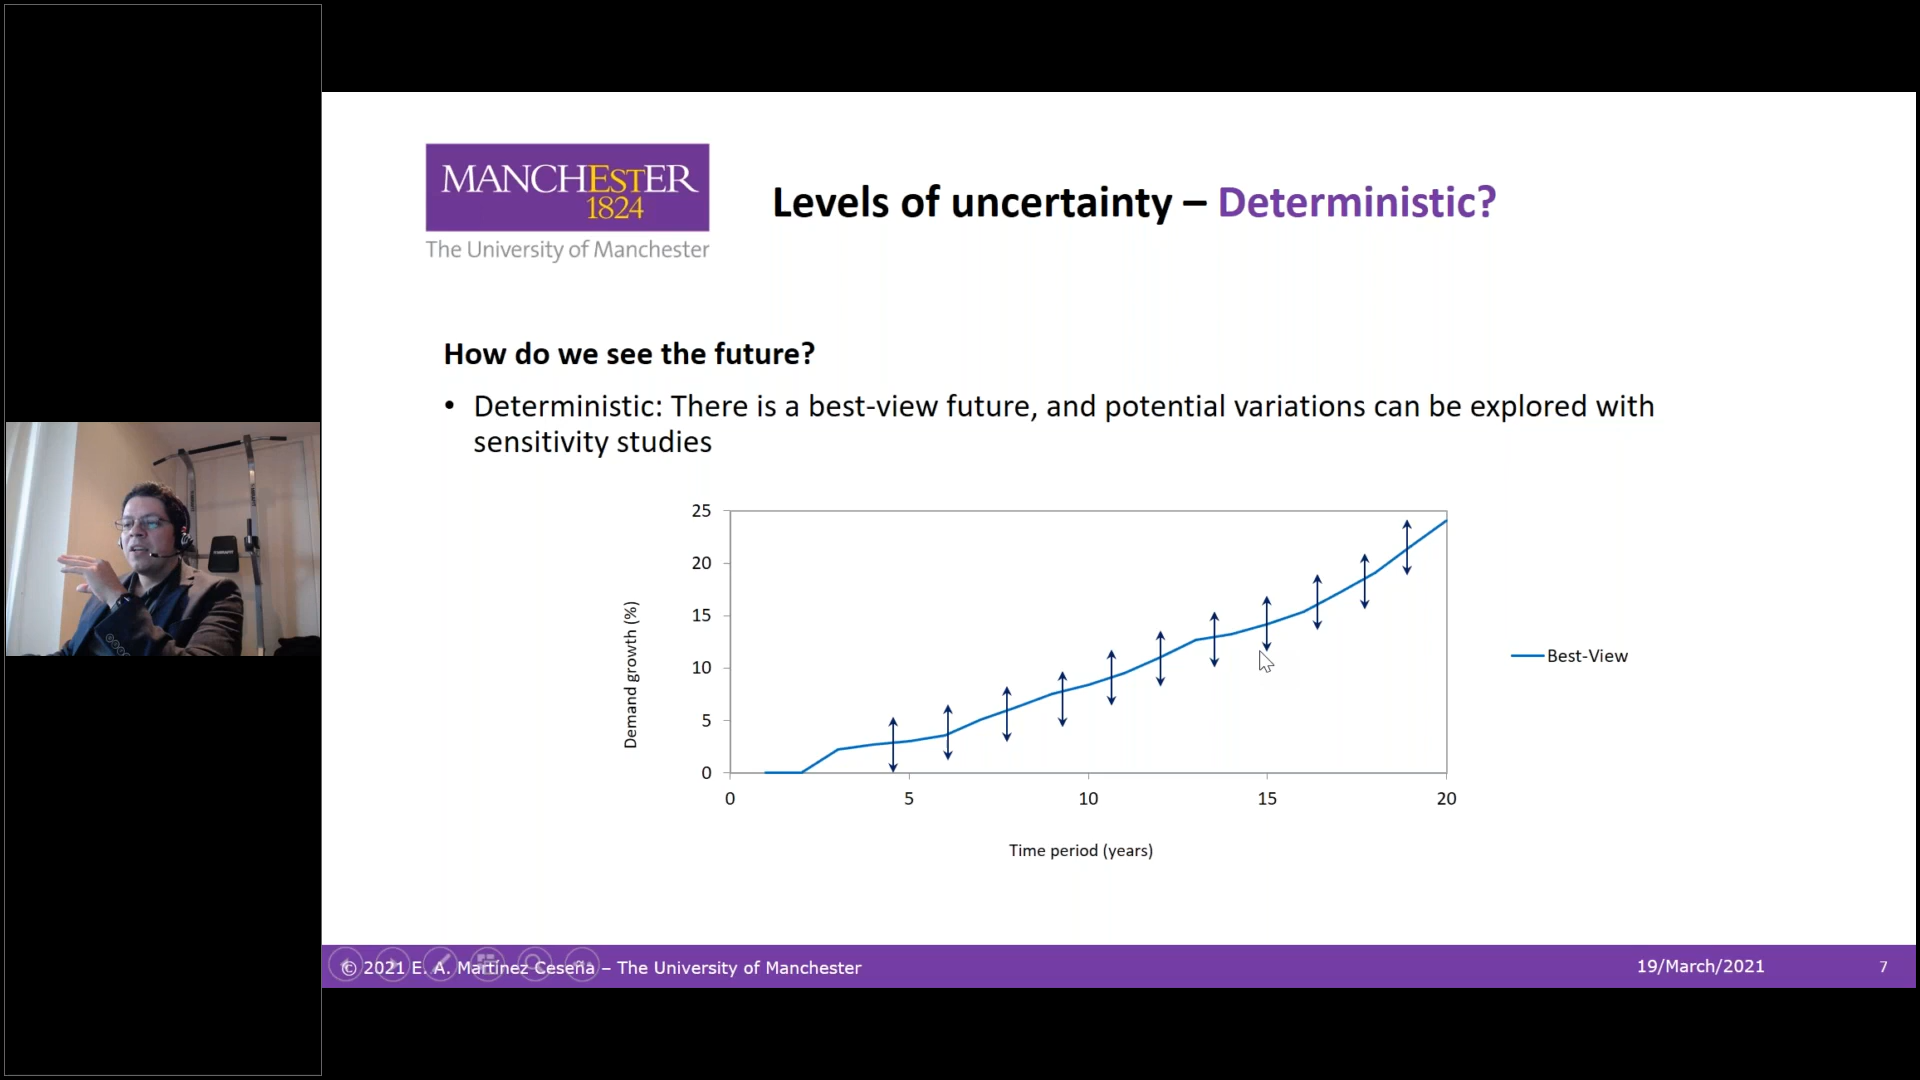 MANCHESTER
1824
The University of Manchester
Levels of uncertainty – Deterministic?
How do we see the future?
• Deterministic: There is a best-view future, and potential variations can be explored with
sensitivity studies
25
20
15
10
5
0
Demand growth (%)
0 5 10 15 20
Time period (years)
Best-View
© 2021 E. A. Martínez Ceseña – The University of Manchester
19/March/2021
7